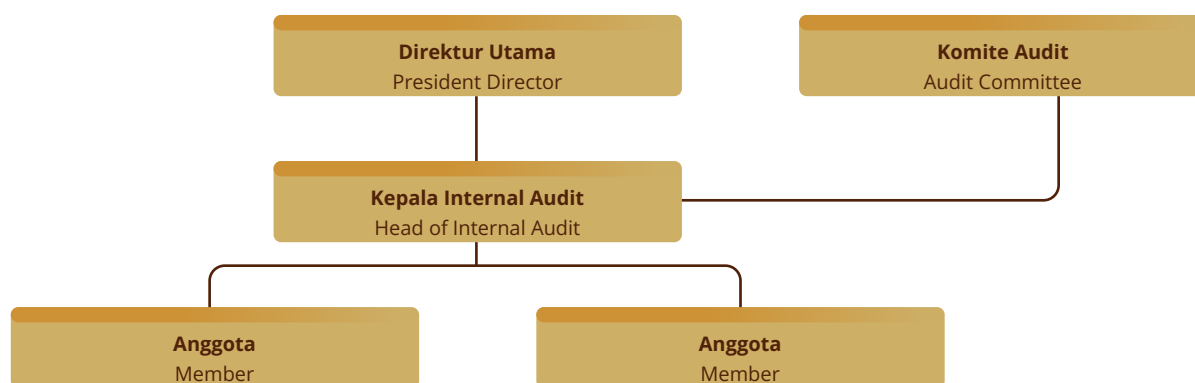 Direktur Utama
President Director
Komite Audit
Audit Committee
Kepala Internal Audit
Head of Internal Audit
Anggota
Member
Anggota
Member